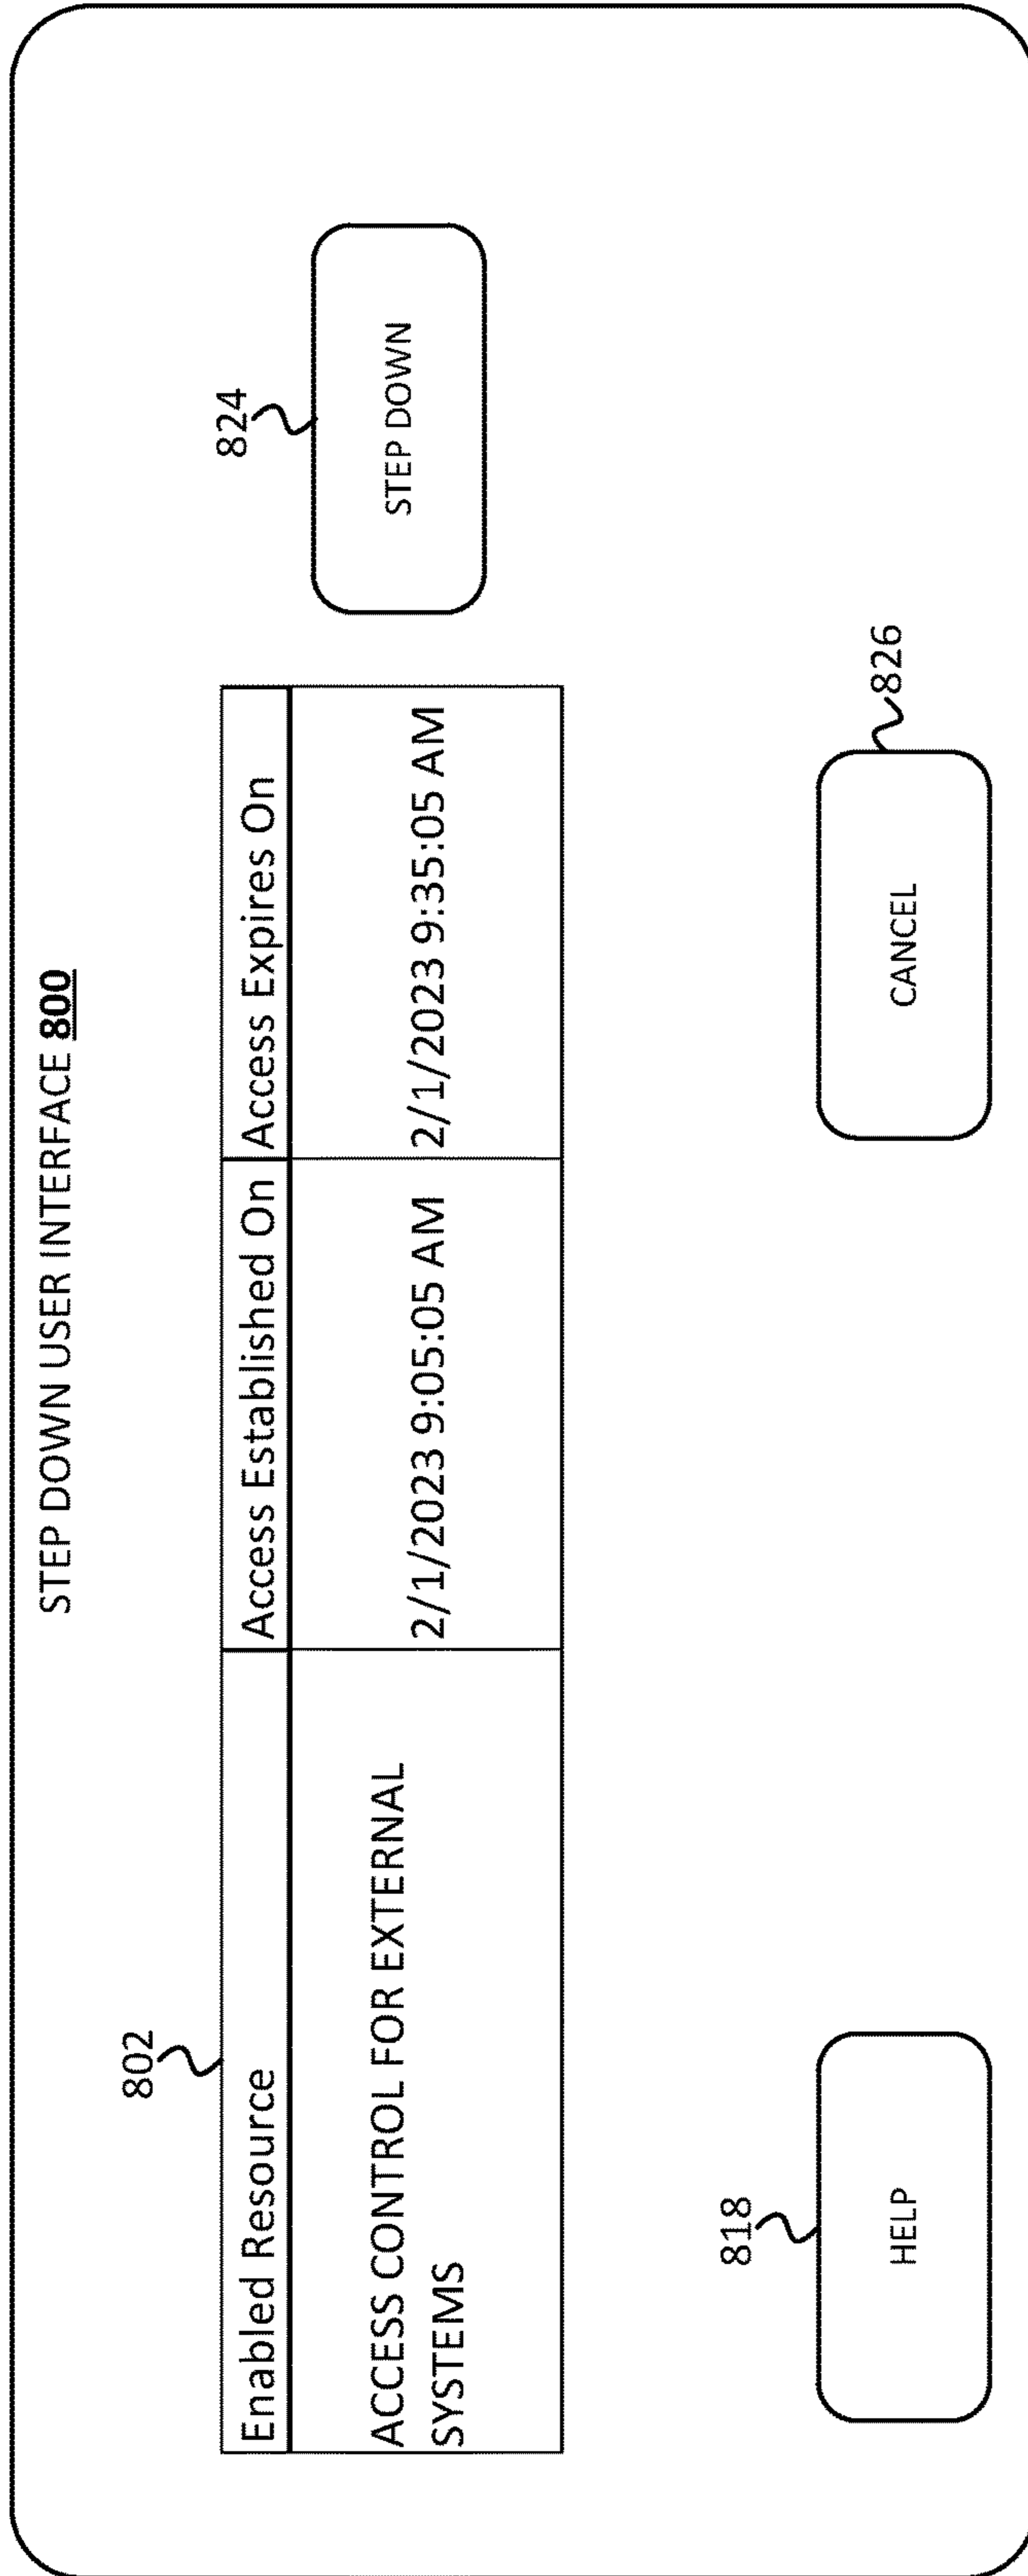 STEP DOWN USER INTERFACE 800
802
Enabled Resource
Access Established On
Access Expires On
ACCESS CONTROL FOR EXTERNAL
SYSTEMS
2/1/2023 9:05:05 AM
2/1/2023 9:35:05 AM
824
STEP DOWN
818
HELP
826
CANCEL